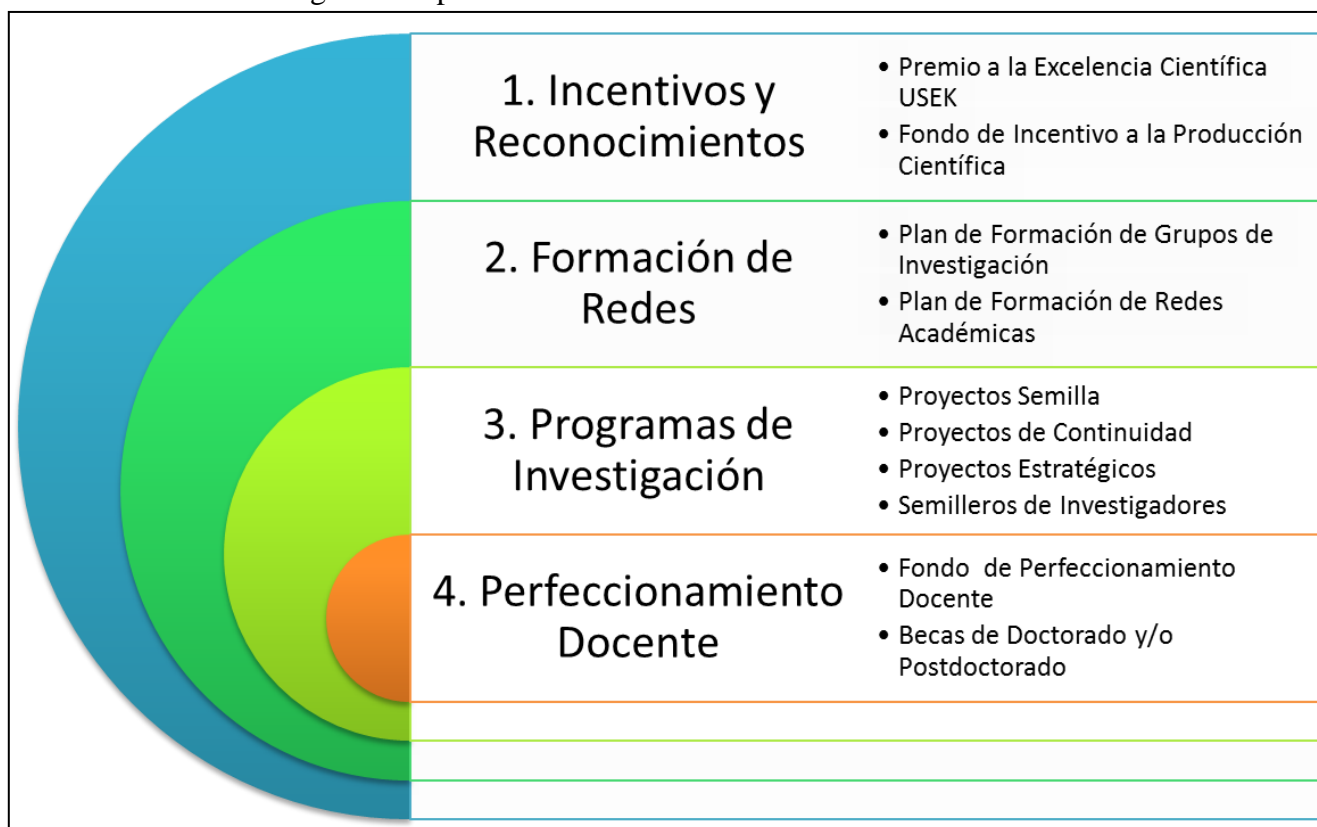 1. Incentivos y
Reconocimientos
• Premio a la Excelencia Científica
USEK
• Fondo de Incentivo a la Producción
Científica
2. Formación de
Redes
• Plan de Formación de Grupos de
Investigación
• Plan de Formación de Redes
Académicas
3. Programas de
Investigación
• Proyectos Semilla
• Proyectos de Continuidad
• Proyectos Estratégicos
• Semilleros de Investigadores
4. Perfeccionamiento
Docente
• Fondo de Perfeccionamiento
Docente
• Becas de Doctorado y/o
Postdoctorado